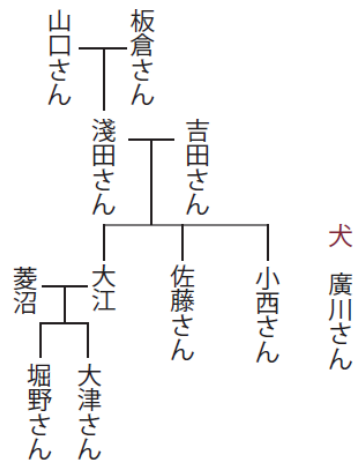 山口さん
板倉さん
淺田さん
吉田さん
菱沼
大江
佐藤さん
小西さん
犬 廣川さん
堀野さん
大津さん